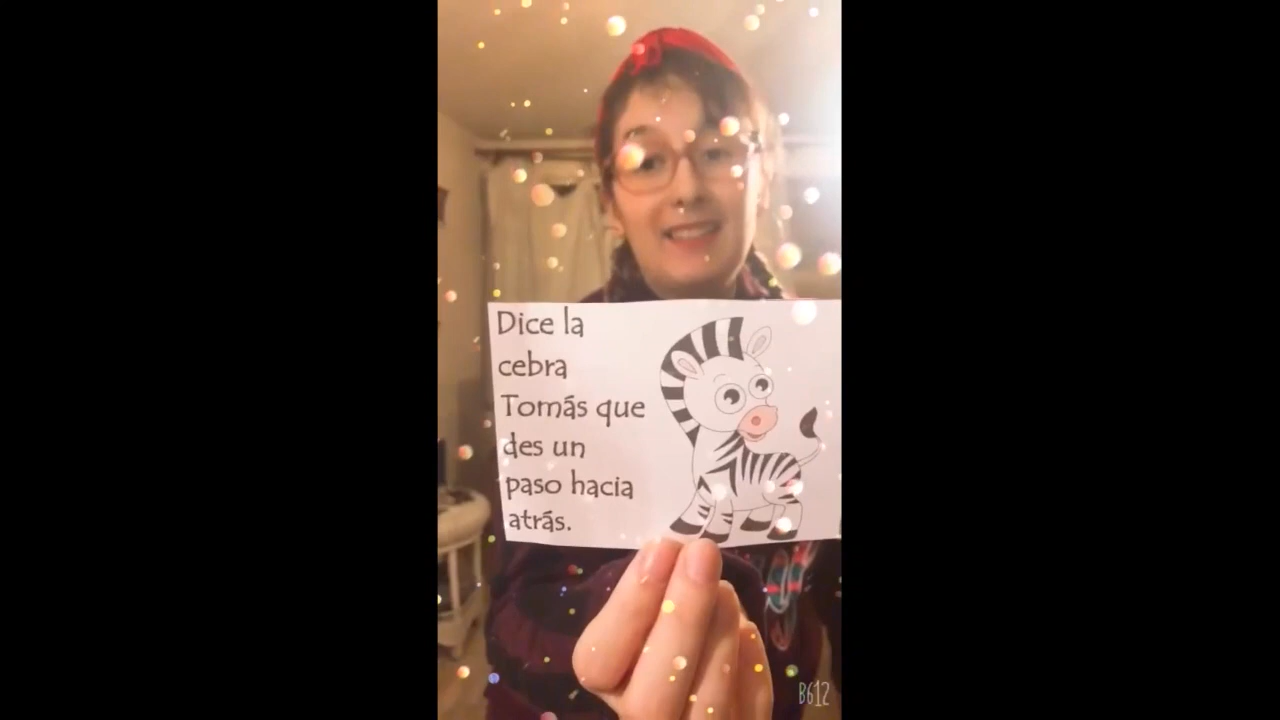 Dice la
cebra
Tomás que
des un
paso hacia
atrás.
B612